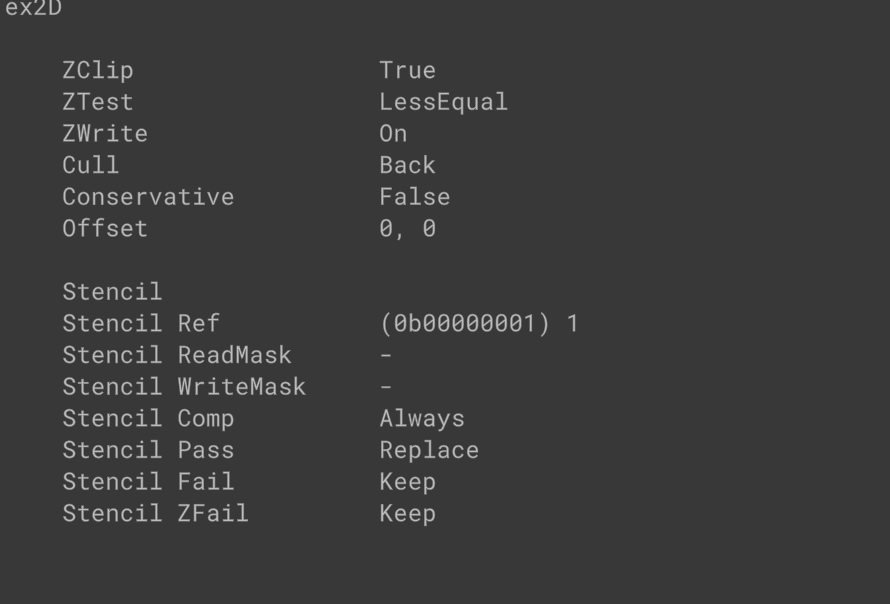 ex2D
ZClip True
ZTest LessEqual
ZWrite On
Cull Back
Conservative False
Offset 0, 0
Stencil
Stencil Ref (0b00000001) 1
Stencil ReadMask -
Stencil WriteMask -
Stencil Comp Always
Stencil Pass Replace
Stencil Fail Keep
Stencil ZFail Keep